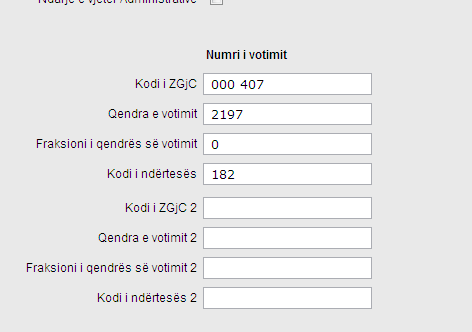 Ndarje e vjetër Administrative
Numri i votimit
Kodi i ZGjC 000 407
Qendra e votimit 2197
Fraksioni i qendrës së votimit 0
Kodi i ndërtesës 182
Kodi i ZGjC 2
Qendra e votimit 2
Fraksioni i qendrës së votimit 2
Kodi i ndërtesës 2